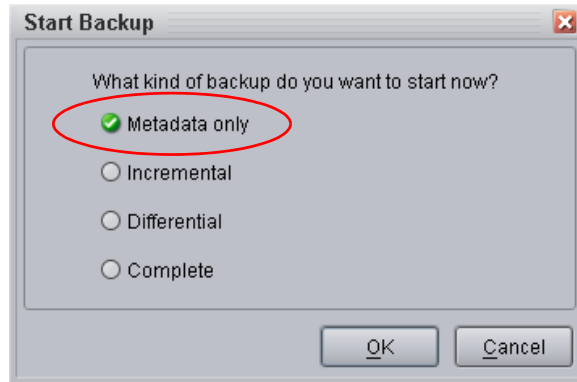 Start Backup
What kind of backup do you want to start now?
Metadata only
Incremental
Differential
Complete
OK
Cancel